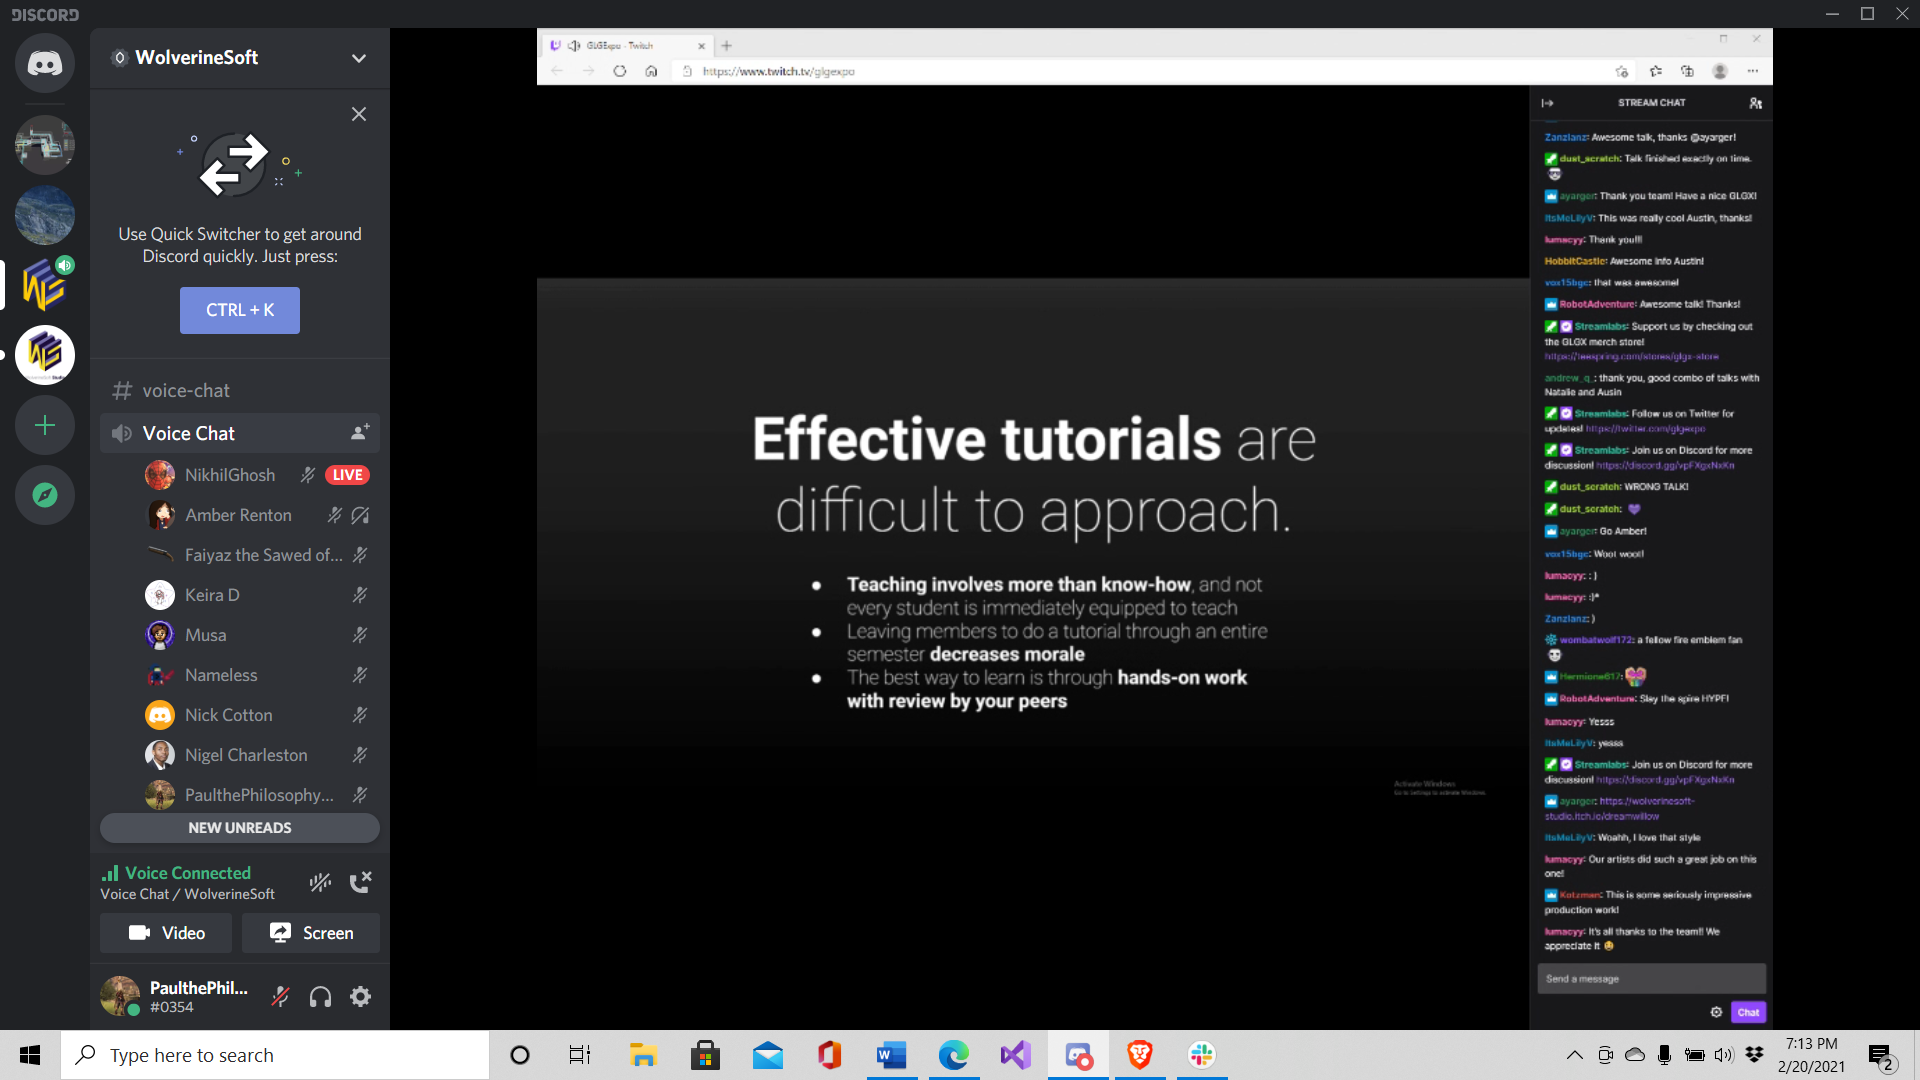 DISCORD
WolverineSoft
Use Quick Switcher to get around
Discord quickly. Just press:
CTRL + K
voice-chat
Voice Chat
NikhilGhosh LIVE
Amber Renton
Faiyaz the Sawed of...
Keira D
Musa
Nameless
Nick Cotton
Nigel Charleston
PaulthePhilosophy...
NEW UNREADS
Voice Connected
Voice Chat / WolverineSoft
Video Screen
PaulthePhil...
#0354
GLGExpo - Twitch
https://www.twitch.tv/glgexpo
Effective tutorials are
difficult to approach.
● Teaching involves more than know-how, and not
every student is immediately equipped to teach
● Leaving members to do a tutorial through an entire
semester decreases morale
● The best way to learn is through hands-on work
with review by your peers
Activate Windows
Go to Settings to activate Windows.
STREAM CHAT
Zanzlanz: Awesome talk, thanks @ayarger!
dust_scratch: Talk finished exactly on time.
ayarger: Thank you team! Have a nice GLGX!
ItsMeLilyV: This was really cool Austin, thanks!
lumacyy: Thank you!!!
HobbitCastle: Awesome info Austin!
vox15bgc: that was awesome!
RobotAdventure: Awesome talk! Thanks!
Streamlabs: Support us by checking out
the GLGX merch store!
https://teespring.com/stores/glgx-store
andrew_q_: thank you, good combo of talks with
Natalie and Ausin
Streamlabs: Follow us on Twitter for
updates! https://twitter.com/glgexpo
Streamlabs: Join us on Discord for more
discussion! https://discord.gg/vpFXgxNxKn
dust_scratch: WRONG TALK!
dust_scratch:
ayarger: Go Amber!
vox15bgc: Woot woot!
lumacyy: : )
lumacyy: :)*
Zanzlanz: )
wombatwolf172: a fellow fire emblem fan
Hermione617:
RobotAdventure: Slay the spire HYPE!
lumacyy: Yesss
ItsMeLilyV: yesss
Streamlabs: Join us on Discord for more
discussion! https://discord.gg/vpFXgxNxKn
ayarger: https://wolverinesoft-
studio.itch.io/dreamwillow
ItsMeLilyV: Woahh, I love that style
lumacyy: Our artists did such a great job on this
one!
Kotzman: This is some seriously impressive
production work!
lumacyy: It's all thanks to the team!! We
appreciate it
Send a message
Chat
Type here to search
7:13 PM
2/20/2021
2